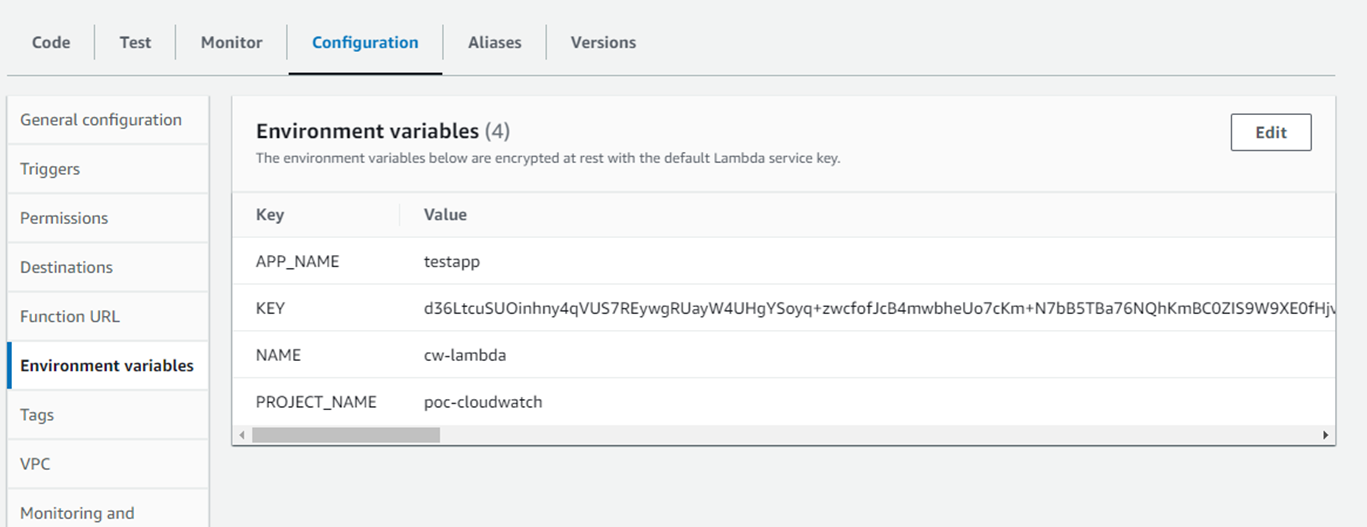 Code Test Monitor Configuration Aliases Versions
General configuration
Triggers
Permissions
Destinations
Function URL
Environment variables
Tags
VPC
Monitoring and
Environment variables (4)
Edit
The environment variables below are encrypted at rest with the default Lambda service key.
Key Value
APP_NAME testapp
KEY d36LtcuSUOinhny4qVUS7REywgRUayW4UHgYSoyq+zwcfofJcB4mwbheUo7cKm+N7bB5TBa76NQhKmBC0ZIS9W9XE0fHjv
NAME cw-lambda
PROJECT_NAME poc-cloudwatch